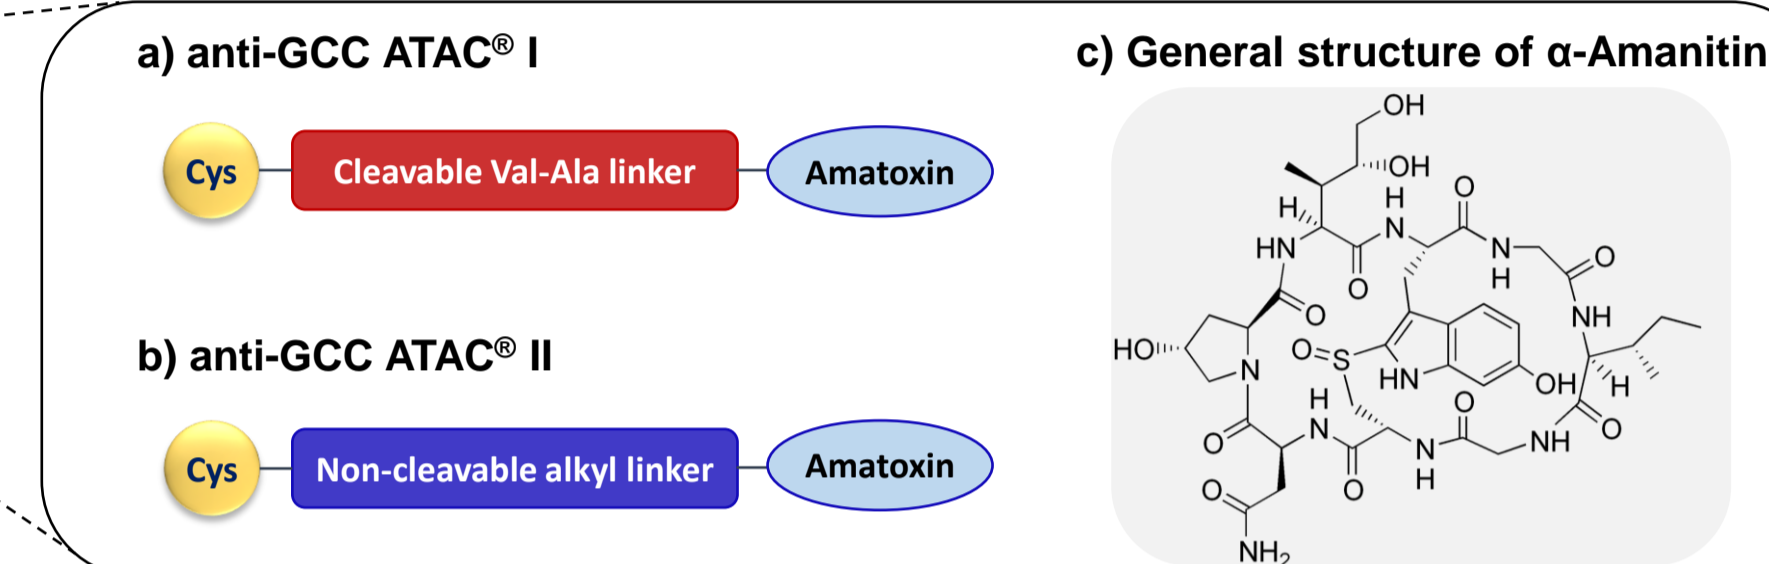 a) anti-GCC ATAC® I
Cys
Cleavable Val-Ala linker
Amatoxin
b) anti-GCC ATAC® II
Cys
Non-cleavable alkyl linker
Amatoxin
c) General structure of α-Amanitin
OH
OH
H
O
H
N
N
H
O
HN
O
O
NH
HO
N
O
S
HN
OH
H
O
H
N
O
O
N
H
O
NH
O
O
NH₂